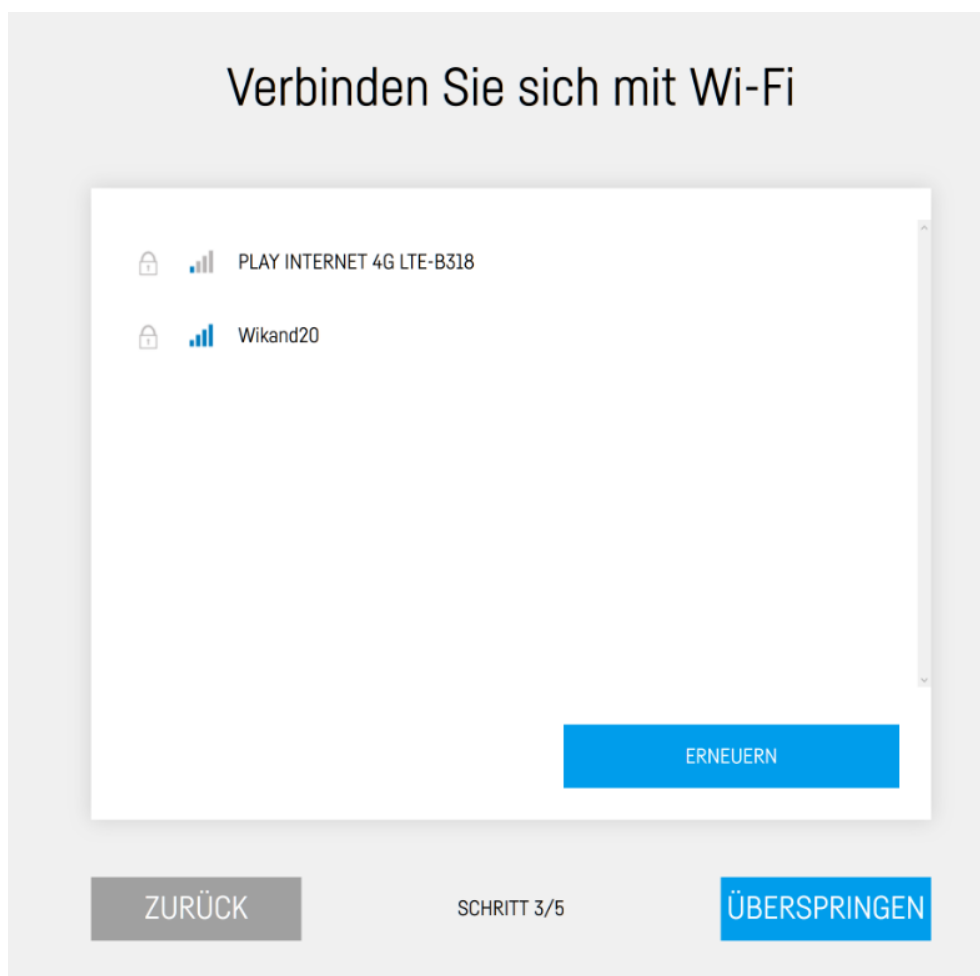 Verbinden Sie sich mit Wi-Fi
PLAY INTERNET 4G LTE-B318
Wikand20
ERNEUERN
ZURÜCK
SCHRITT 3/5
ÜBERSPRINGEN